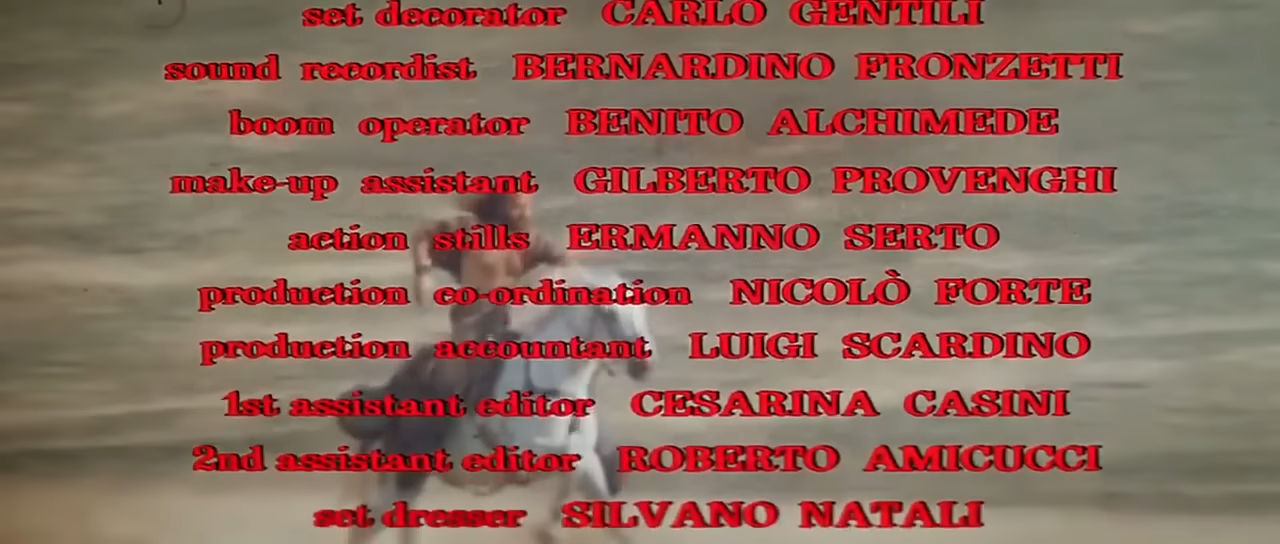 set decorator CARLO GENTILI
sound recordist BERNARDINO FRONZETTI
boom operator BENITO ALCHIMEDE
make-up assistant GILBERTO PROVENGHI
action stills ERMANNO SERTO
production co-ordination NICOLÒ FORTE
production accountant LUIGI SCARDINO
1st assistant editor CESARINA CASINI
2nd assistant editor ROBERTO AMICUCCI
set dresser SILVANO NATALI